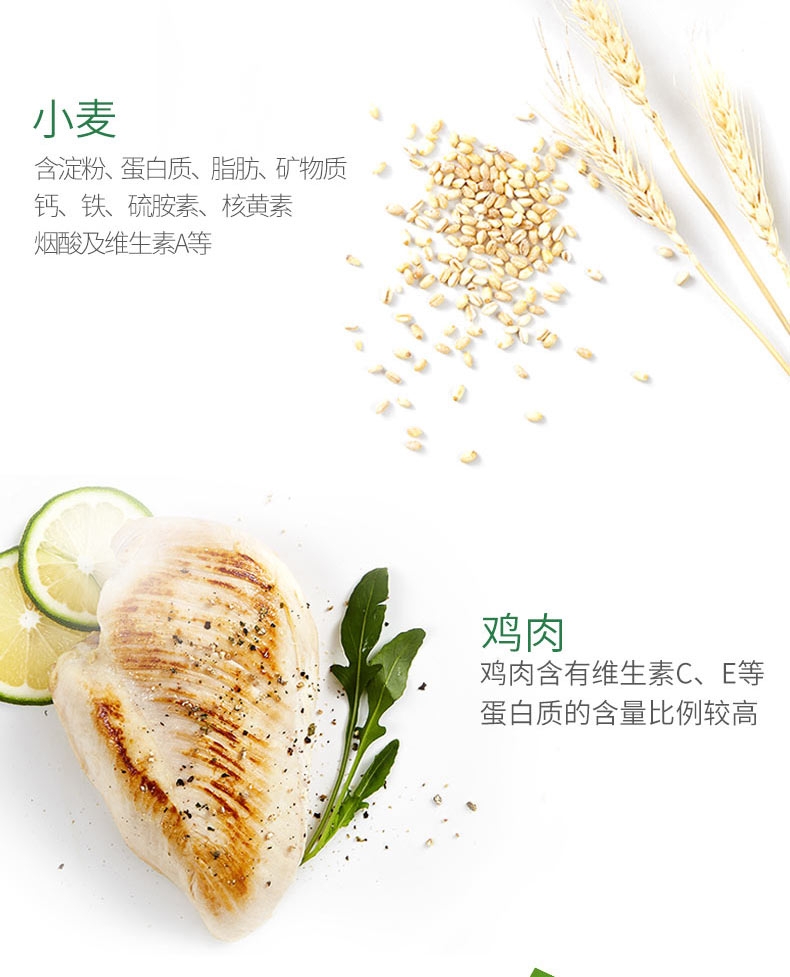 小麦
含淀粉、蛋白质、脂肪、矿物质
钙、铁、硫胺素、核黄素
烟酸及维生素A等
鸡肉
鸡肉含有维生素C、E等
蛋白质的含量比例较高